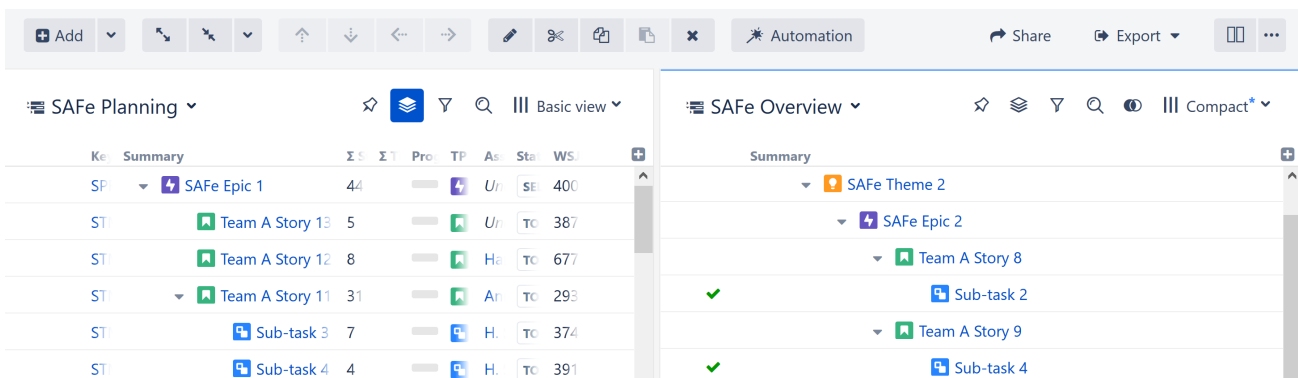 Add Automation Share Export
SAFe Planning Basic view
SAFe Overview Compact*
Summary Σ Σ TP
Summary
SAFe Epic 1 44 400
Team A Story 13 5 387
Team A Story 12 8 677
Team A Story 11 31 293
Sub-task 3 7 H. 374
Sub-task 4 4 H. 391
SAFe Theme 2
SAFe Epic 2
Team A Story 8
Sub-task 2
Team A Story 9
Sub-task 4